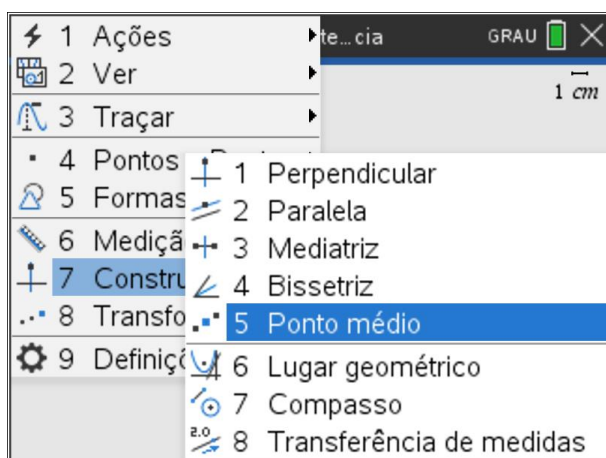 1 Ações
te...cia GRAU
2 Ver
1 cm
3 Traçar
4 Pontos
5 Formas
6 Mediçã
7 Constru
8 Transfo
9 Definiçõ
1 Perpendicular
2 Paralela
3 Mediatriz
4 Bissetriz
5 Ponto médio
6 Lugar geométrico
7 Compasso
8 Transferência de medidas